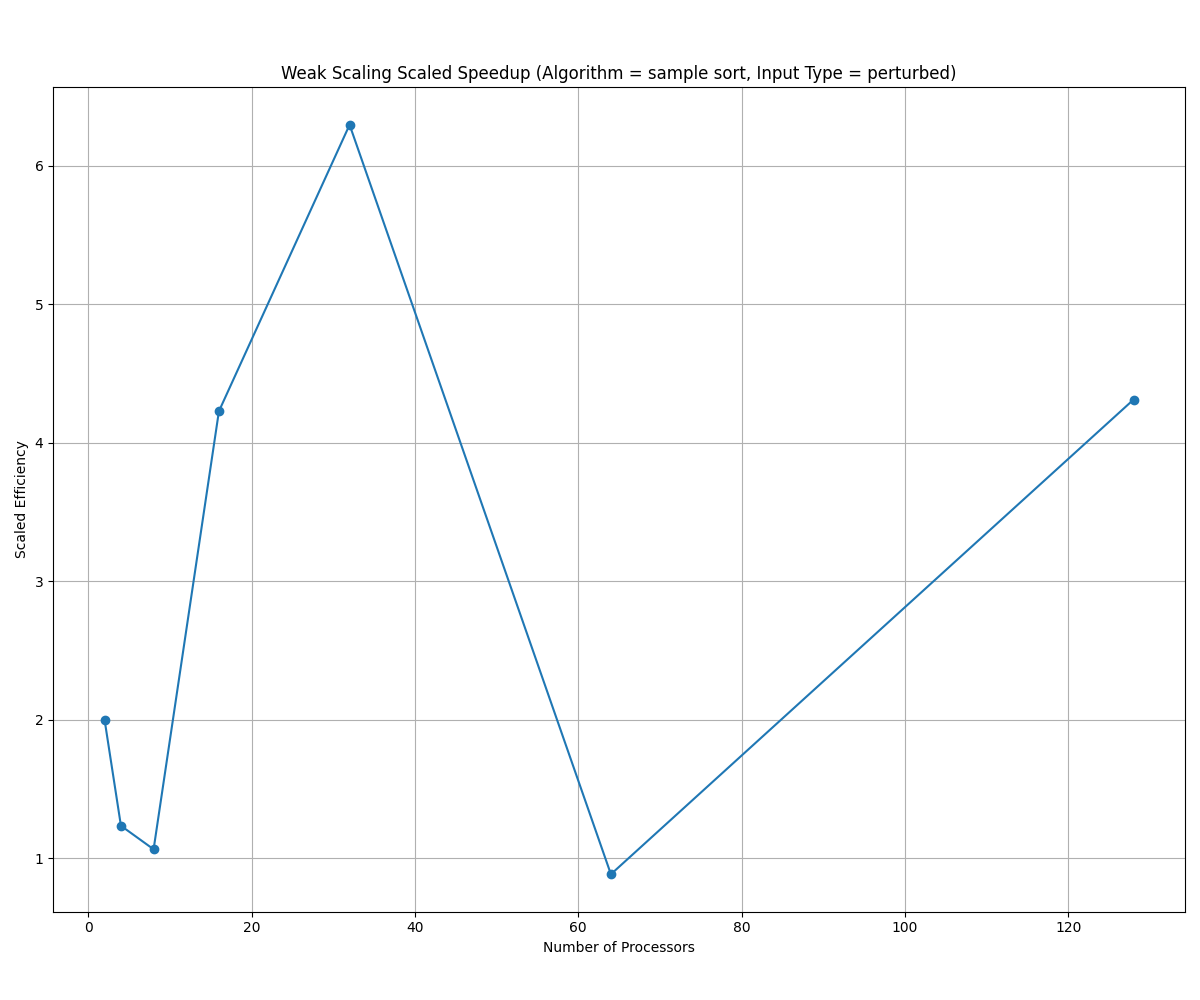 Weak Scaling Scaled Speedup (Algorithm = sample sort, Input Type = perturbed)
Scaled Efficiency
6
5
4
3
2
1
0 20 40 60 80 100 120
Number of Processors